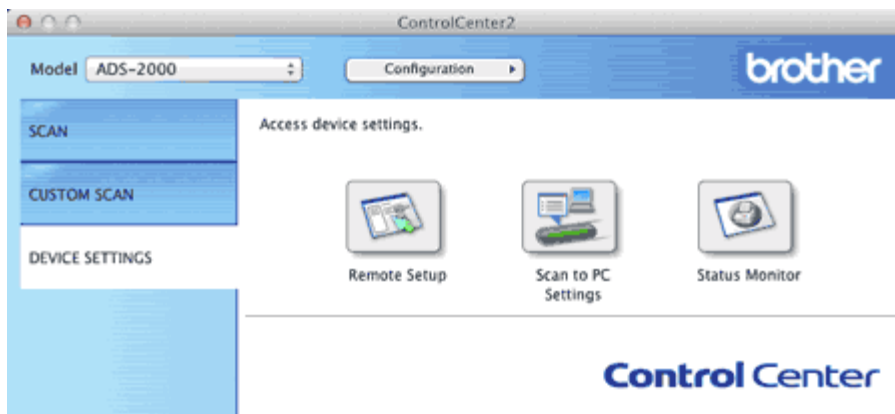 ControlCenter2
Model ADS-2000 Configuration brother
SCAN
Access device settings.
CUSTOM SCAN
DEVICE SETTINGS
Remote Setup
Scan to PC
Settings
Status Monitor
Control Center